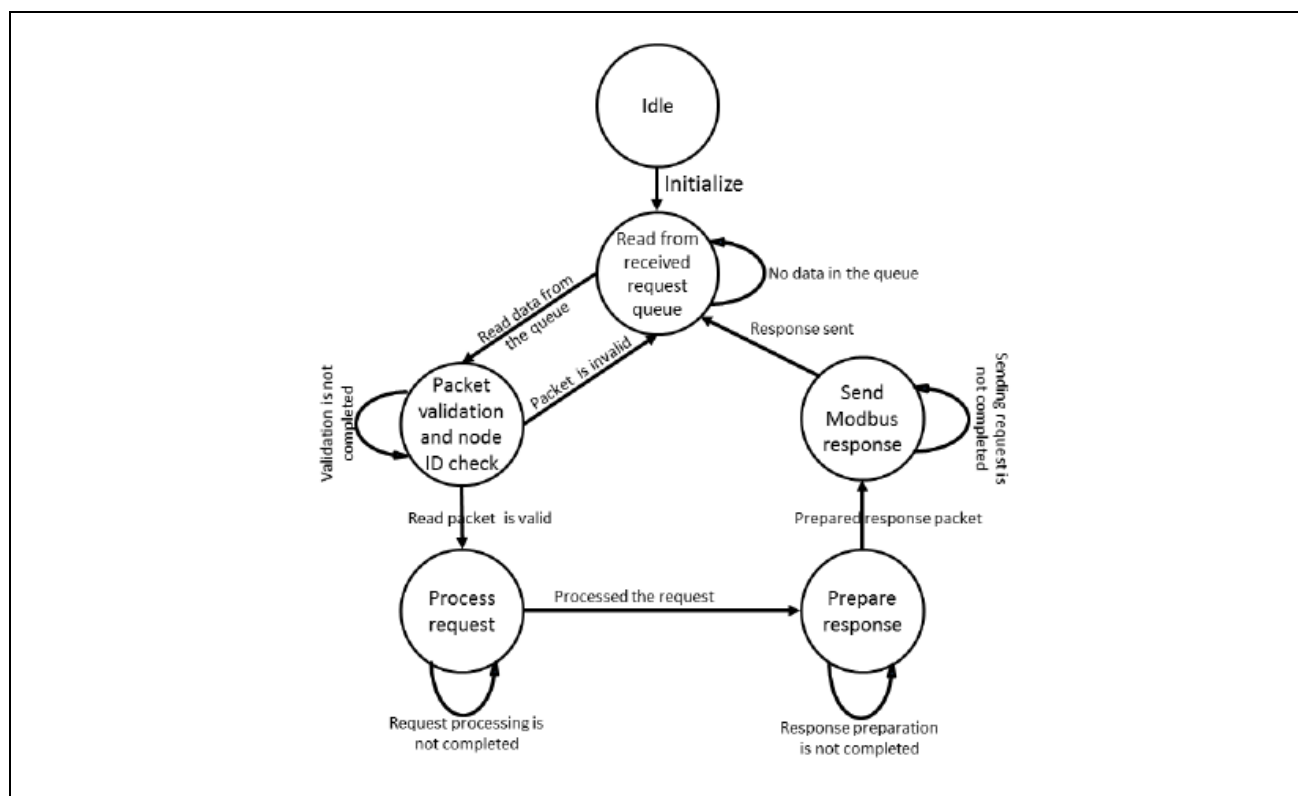 Idle
Initialize
Read from
received
request
queue
No data in the queue
Read data from
the queue
Packet is invalid
Response sent
Packet
validation
and node
ID check
Validation is not
completed
Send
Modbus
response
Sending request is
not completed
Read packet is valid
Prepared response packet
Process
request
Processed the request
Prepare
response
Request processing is
not completed
Response preparation
is not completed